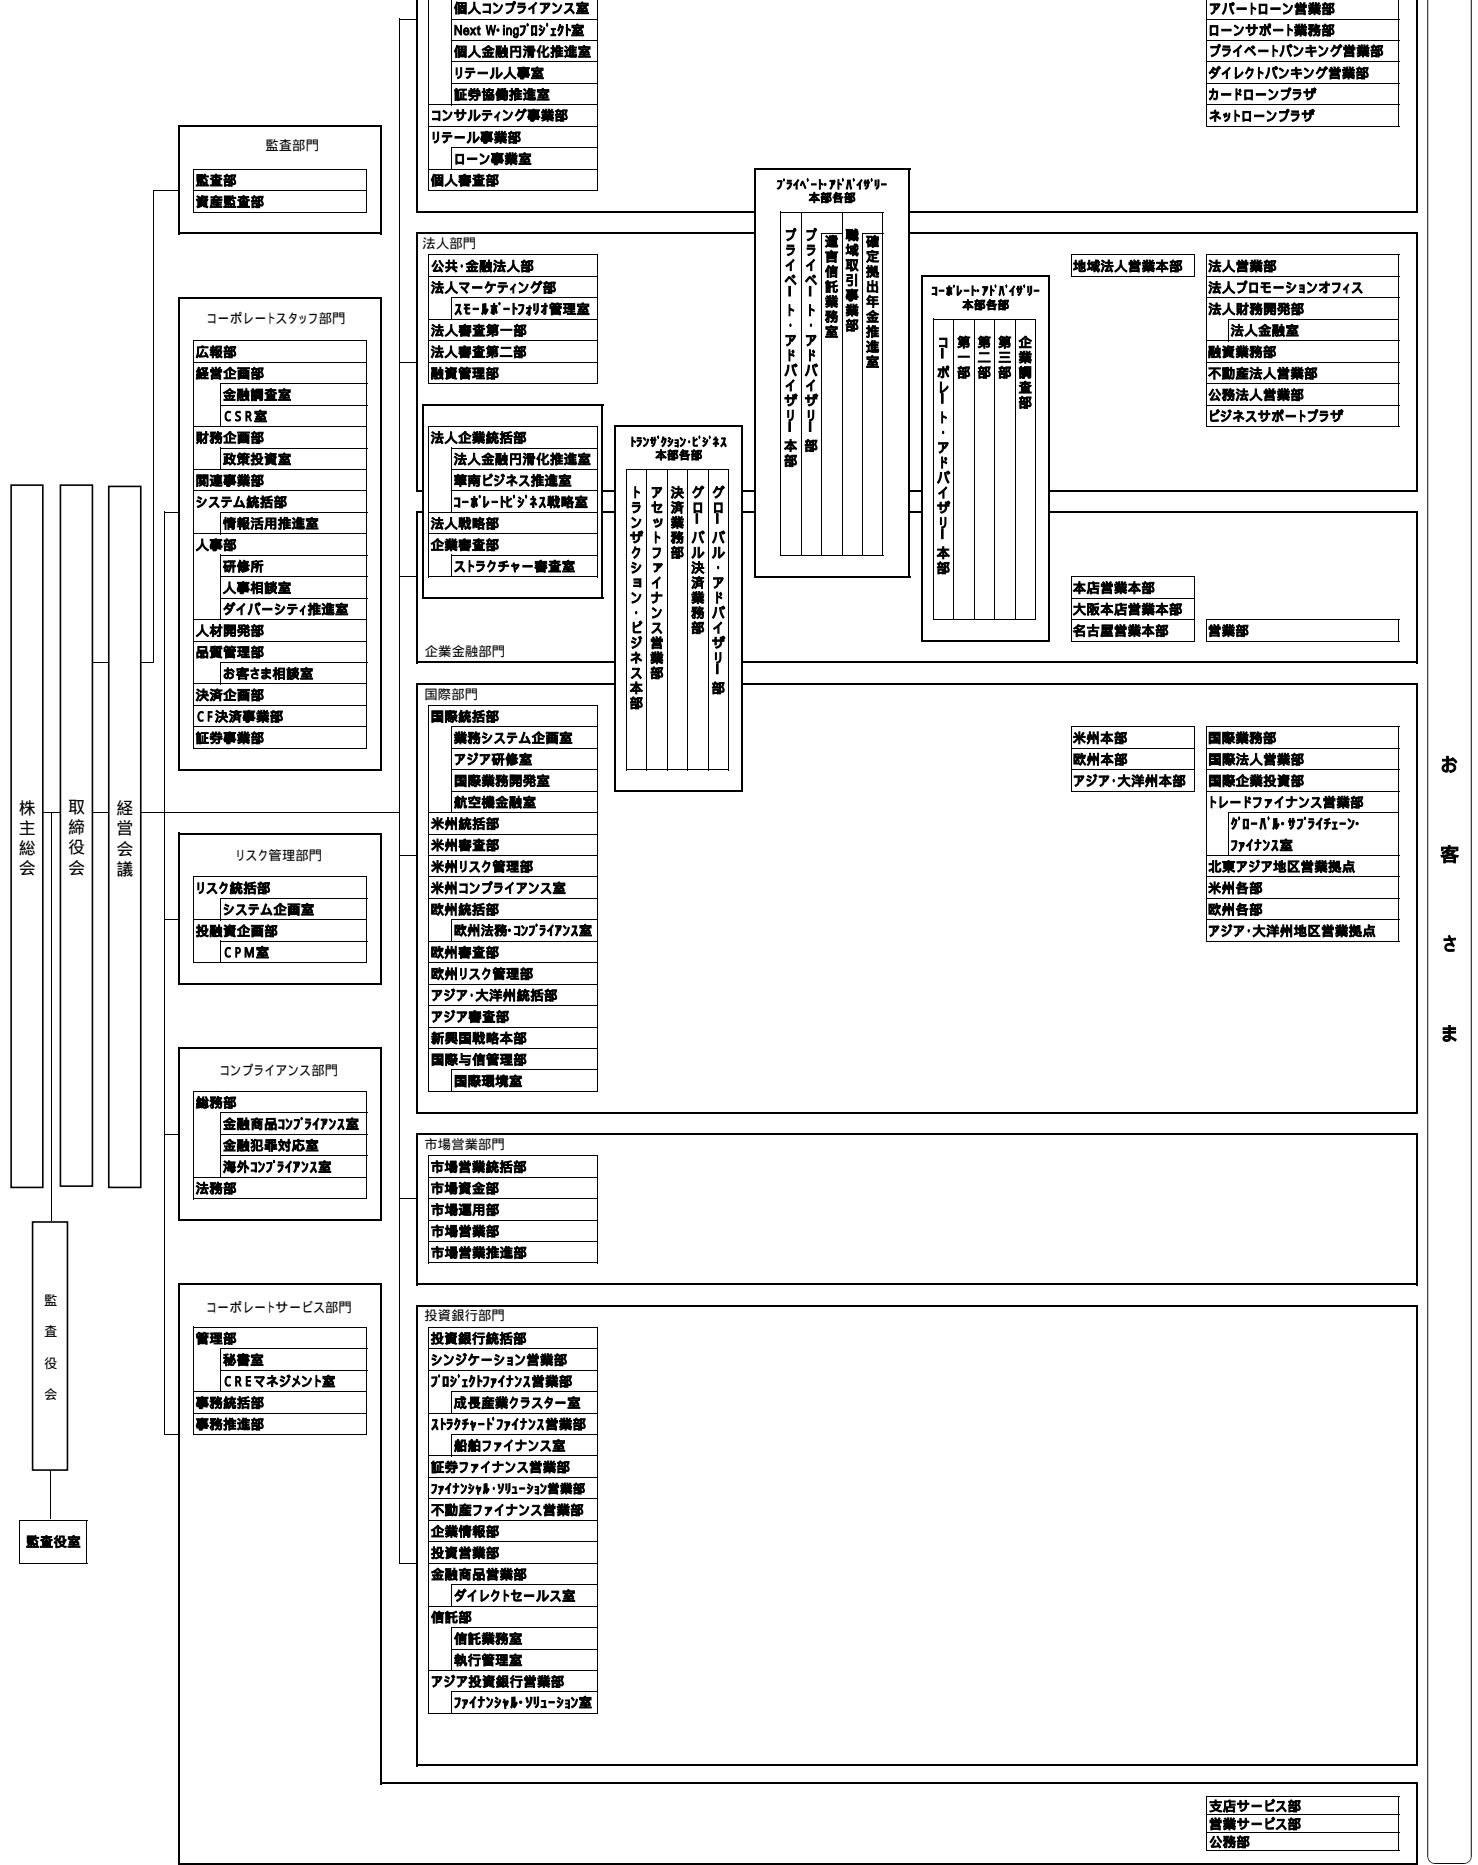 株主総会
取締役会
経営会議
監査役会
監査役室
監査部門
監査部
資産監査部
コーポレートスタッフ部門
広報部
経営企画部
金融調査室
CSR室
財務企画部
政策投資室
関連事業部
システム統括部
情報活用推進室
人事部
研修所
人事相談室
ダイバーシティ推進室
人材開発部
品質管理部
お客さま相談室
決済企画部
CF決済事業部
証券事業部
リスク管理部門
リスク統括部
システム企画室
投融資企画部
CPM室
コンプライアンス部門
総務部
金融商品ｺﾝﾌﾟﾗｲｱﾝｽ室
金融犯罪対応室
海外ｺﾝﾌﾟﾗｲｱﾝｽ室
法務部
コーポレートサービス部門
管理部
秘書室
CREマネジメント室
事務統括部
事務推進部
個人コンプライアンス室
Next W･ingﾌﾟﾛｼﾞｪｸﾄ室
個人金融円滑化推進室
リテール人事室
証券協働推進室
コンサルティング事業部
リテール事業部
ローン事業室
個人審査部
アパートローン営業部
ローンサポート業務部
プライベートバンキング営業部
ダイレクトバンキング営業部
カードローンプラザ
ネットローンプラザ
法人部門
公共･金融法人部
法人マーケティング部
ｽﾓｰﾙﾎﾟｰﾄﾌｫﾘｵ管理室
法人審査第一部
法人審査第二部
融資管理部
法人企業統括部
法人金融円滑化推進室
華南ビジネス推進室
ｺｰﾎﾟﾚｰﾄﾋﾞｼﾞﾈｽ戦略室
法人戦略部
企業審査部
ストラクチャー審査室
企業金融部門
ﾄﾗﾝｻﾞｸｼｮﾝ･ﾋﾞｼﾞﾈｽ
本部各部
トランザクション･ビジネス本部
アセットファイナンス営業部
決済業務部
グローバル決済業務部
グローバル･アドバイザリー部
ﾌﾟﾗｲﾍﾞｰﾄ･ｱﾄﾞﾊﾞｲｻﾞﾘｰ
本部各部
プライベート･アドバイザリー本部
プライベート･アドバイザリー部
遺言信託業務室
職域取引事業部
確定拠出年金推進室
ｺｰﾎﾟﾚｰﾄ･ｱﾄﾞﾊﾞｲｻﾞﾘｰ
本部各部
コーポレート･アドバイザリー本部
第一部
第二部
第三部
企業調査部
地域法人営業本部
法人営業部
法人プロモーションオフィス
法人財務開発部
法人金融室
融資業務部
不動産法人営業部
公務法人営業部
ビジネスサポートプラザ
本店営業本部
大阪本店営業本部
名古屋営業本部
営業部
国際部門
国際統括部
業務システム企画室
アジア研修室
国際業務開発室
航空機金融室
米州統括部
米州審査部
米州リスク管理部
米州コンプライアンス室
欧州統括部
欧州法務･ｺﾝﾌﾟﾗｲｱﾝｽ室
欧州審査部
欧州リスク管理部
アジア･大洋州統括部
アジア審査部
新興国戦略本部
国際与信管理部
国際環境室
米州本部
欧州本部
アジア･大洋州本部
国際業務部
国際法人営業部
国際企業投資部
トレードファイナンス営業部
ｸﾞﾛｰﾊﾞﾙ･ｻﾌﾟﾗｲﾁｪｰﾝ･
ﾌｧｲﾅﾝｽ室
北東アジア地区営業拠点
米州各部
欧州各部
アジア･大洋州地区営業拠点
市場営業部門
市場営業統括部
市場資金部
市場運用部
市場営業部
市場営業推進部
投資銀行部門
投資銀行統括部
シンジケーション営業部
ﾌﾟﾛｼﾞｪｸﾄﾌｧｲﾅﾝｽ営業部
成長産業クラスター室
ｽﾄﾗｸﾁｬｰﾄﾞﾌｧｲﾅﾝｽ営業部
船舶ファイナンス室
証券ファイナンス営業部
ﾌｧｲﾅﾝｼｬﾙ･ｿﾘｭｰｼｮﾝ営業部
不動産ファイナンス営業部
企業情報部
投資営業部
金融商品営業部
ダイレクトセールス室
信託部
信託業務室
執行管理室
アジア投資銀行営業部
ﾌｧｲﾅﾝｼｬﾙ･ｿﾘｭｰｼｮﾝ室
支店サービス部
営業サービス部
公務部
お客さま